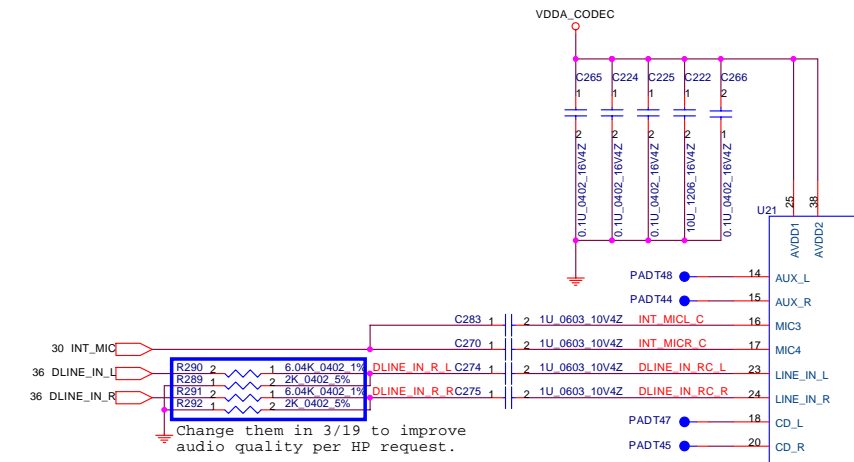 VDDA_CODEC
C265 C224 C225 C222 C266
1 1 1 1 2
2 2 2 2 1
0.1U_0402_16V4Z 0.1U_0402_16V4Z 0.1U_0402_16V4Z 10U_1206_16V4Z 0.1U_0402_16V4Z
U21
25 38
AVDD1 AVDD2
PADT48 14 AUX_L
PADT44 15 AUX_R
C283 1 2 1U_0603_10V4Z INT_MICL_C 16 MIC3
30 INT_MIC C270 1 2 1U_0603_10V4Z INT_MICR_C 17 MIC4
36 DLINE_IN_L R290 2 1 6.04K_0402_1% DLINE_IN_R_L C274 1 2 1U_0603_10V4Z DLINE_IN_RC_L 23 LINE_IN_L
R289 1 2 2K_0402_5%
36 DLINE_IN_R R291 2 1 6.04K_0402_1% DLINE_IN_R_R C275 1 2 1U_0603_10V4Z DLINE_IN_RC_R 24 LINE_IN_R
R292 1 2 2K_0402_5%
PADT47 18 CD_L
PADT45 20 CD_R
Change them in 3/19 to improve
audio quality per HP request.